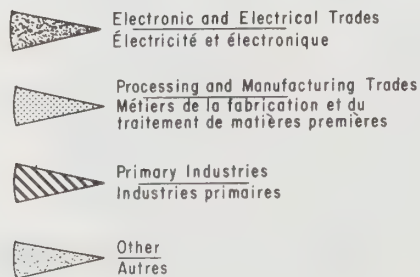 Electronic and Electrical Trades
Électricité et électronique
Processing and Manufacturing Trades
Métiers de la fabrication et du
traitement de matières premières
Primary Industries
Industries primaires
Other
Autres